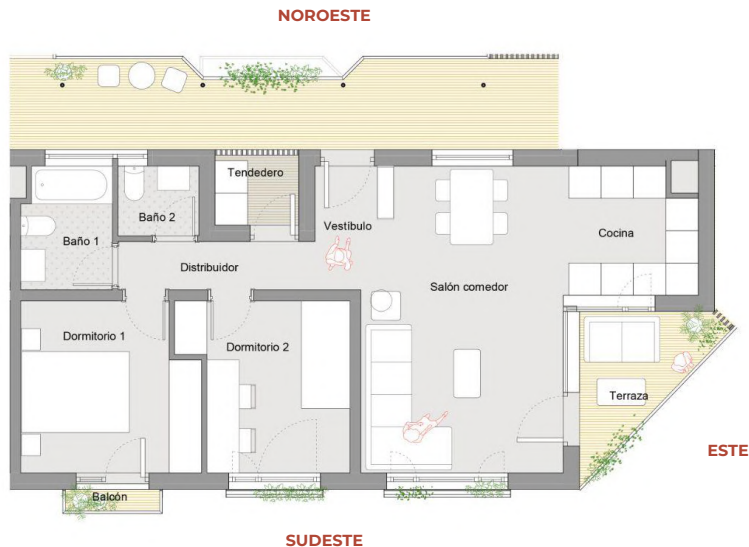 NOROESTE
Tendedero
Baño 2
Baño 1
Vestíbulo
Cocina
Distribuidor
Salón comedor
Dormitorio 1
Dormitorio 2
Terraza
ESTE
Balcón
SUDESTE